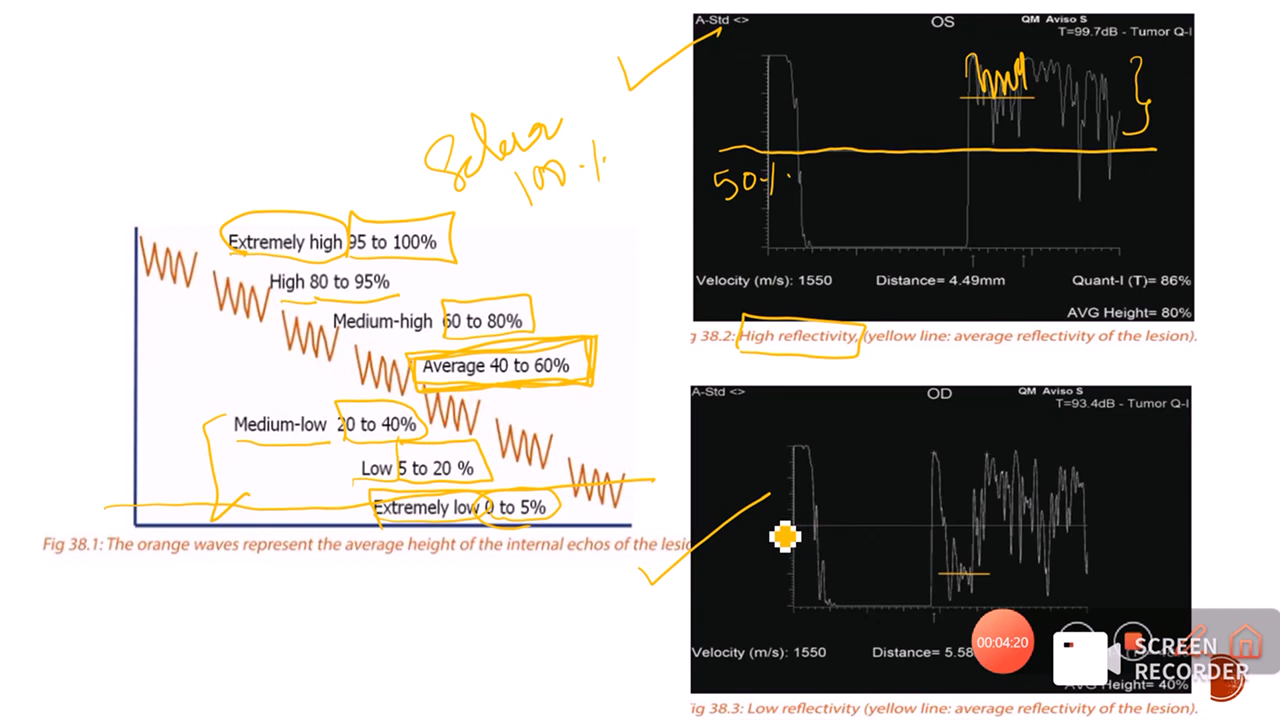 A-Std <> OS QM Aviso S
T=99.7dB - Tumor Q-I
Sclera
100 %
50 %
Velocity (m/s): 1550 Distance= 4.49mm Quant-I (T)= 86%
AVG Height= 80%
g 38.2: High reflectivity, (yellow line: average reflectivity of the lesion).
Extremely high 95 to 100%
High 80 to 95%
Medium-high 60 to 80%
Average 40 to 60%
Medium-low 20 to 40%
Low 5 to 20 %
Extremely low 0 to 5%
Fig 38.1: The orange waves represent the average height of the internal echos of the lesio
A-Std <> OD QM Aviso S
T=93.4dB - Tumor Q-I
Velocity (m/s): 1550 Distance= 5.58
AVG Height= 40%
Fig 38.3: Low reflectivity (yellow line: average reflectivity of the lesion).
00:04:20
SCREEN
RECORDER